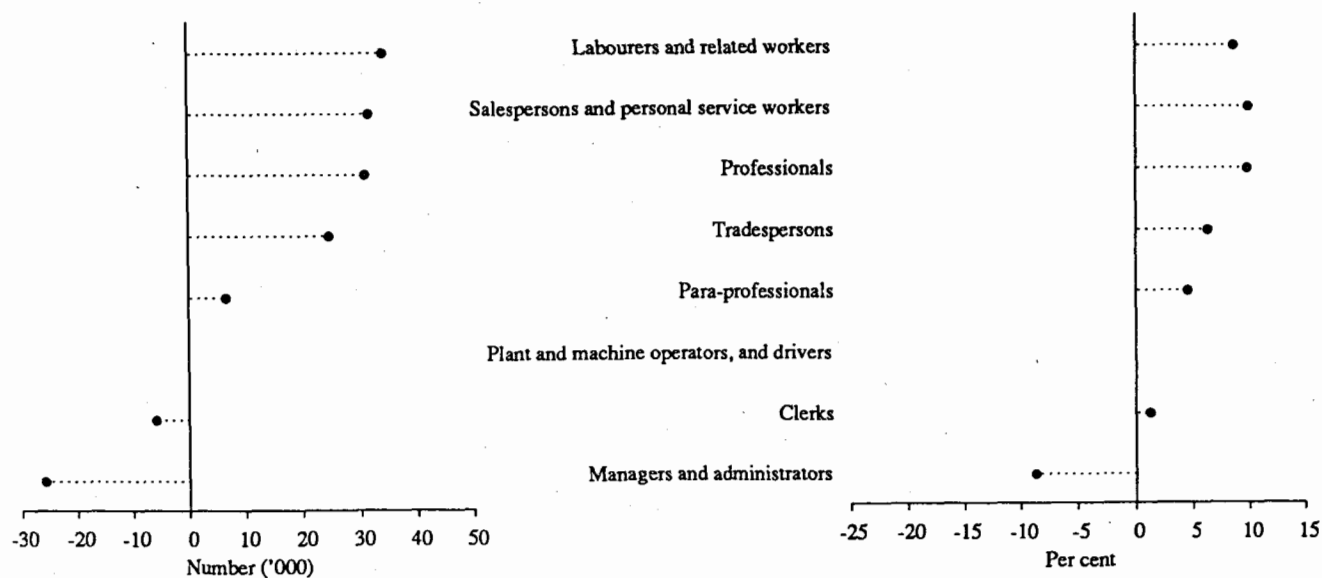 Labourers and related workers
Salespersons and personal service workers
Professionals
Tradespersons
Para-professionals
Plant and machine operators, and drivers
Clerks
Managers and administrators
-30 -20 -10 0 10 20 30 40 50
Number ('000)
-25 -20 -15 -10 -5 0 5 10 15
Per cent